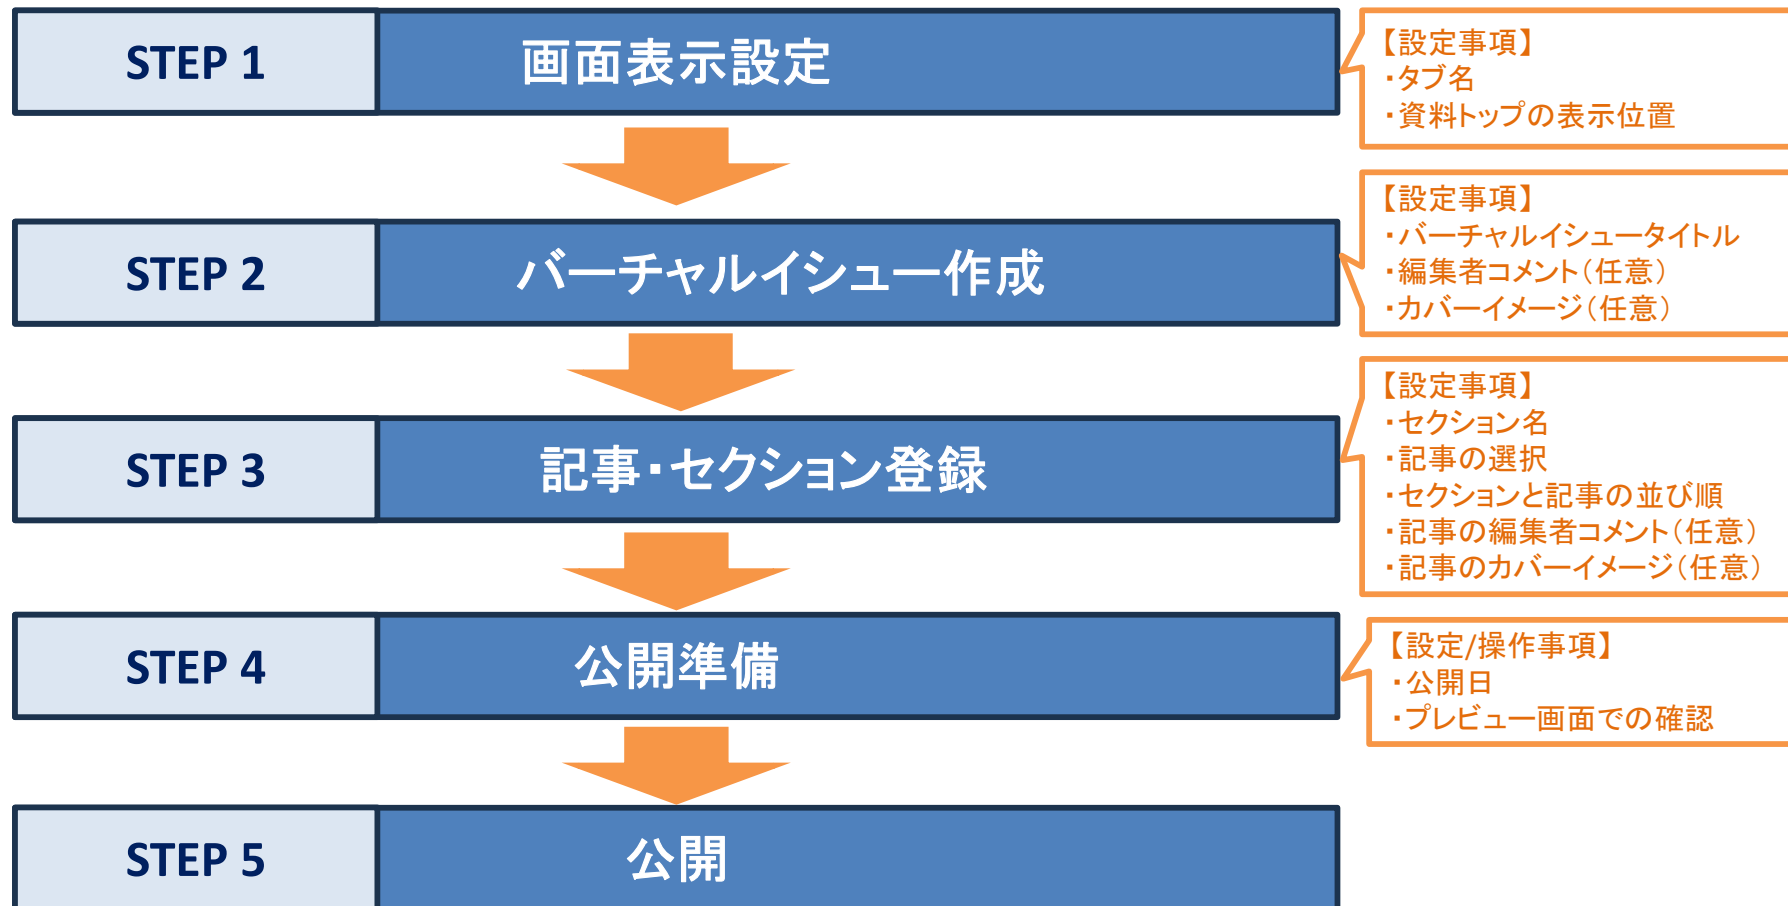 STEP 1
画面表示設定
【設定事項】
・タブ名
・資料トップの表示位置
STEP 2
バーチャルイシュー作成
【設定事項】
・バーチャルイシュータイトル
・編集者コメント(任意)
・カバーイメージ(任意)
STEP 3
記事・セクション登録
【設定事項】
・セクション名
・記事の選択
・セクションと記事の並び順
・記事の編集者コメント(任意)
・記事のカバーイメージ(任意)
STEP 4
公開準備
【設定/操作事項】
・公開日
・プレビュー画面での確認
STEP 5
公開